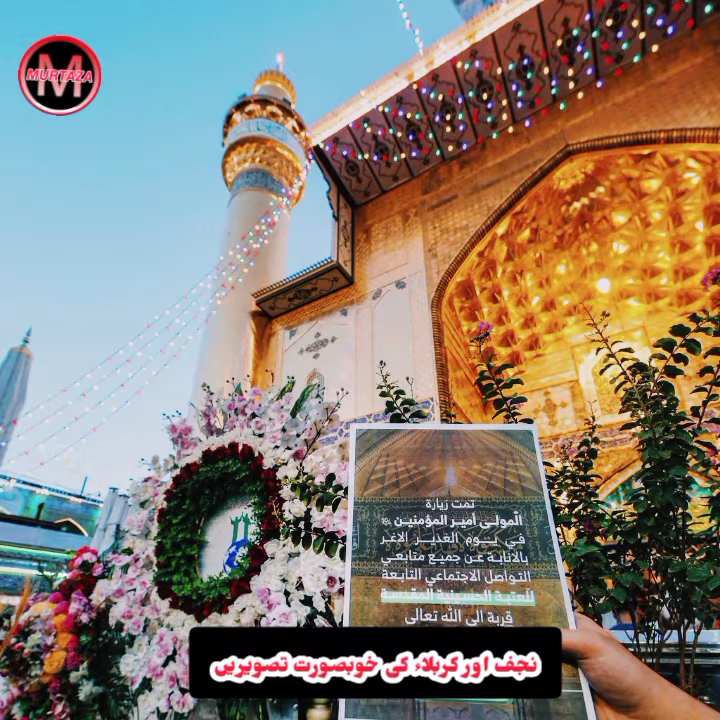 MURTAZA
M
تمت زيارة
المولى أمير المؤمنين
في يوم الغدير الأغر
بالانابة عن جميع متابعي
التواصل الاجتماعي التابعة
للعتبة الحسينية المقدسة
قربة الى الله تعالى
نجف اور کربلاء کی خوبصورت تصویریں